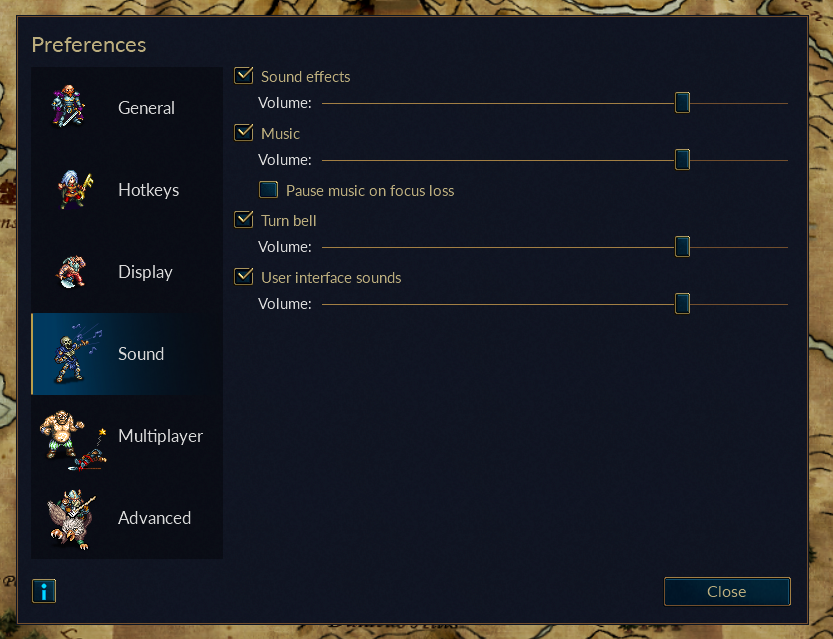 Preferences
General
Hotkeys
Display
Sound
Multiplayer
Advanced
Sound effects
Volume:
Music
Volume:
Pause music on focus loss
Turn bell
Volume:
User interface sounds
Volume:
Close